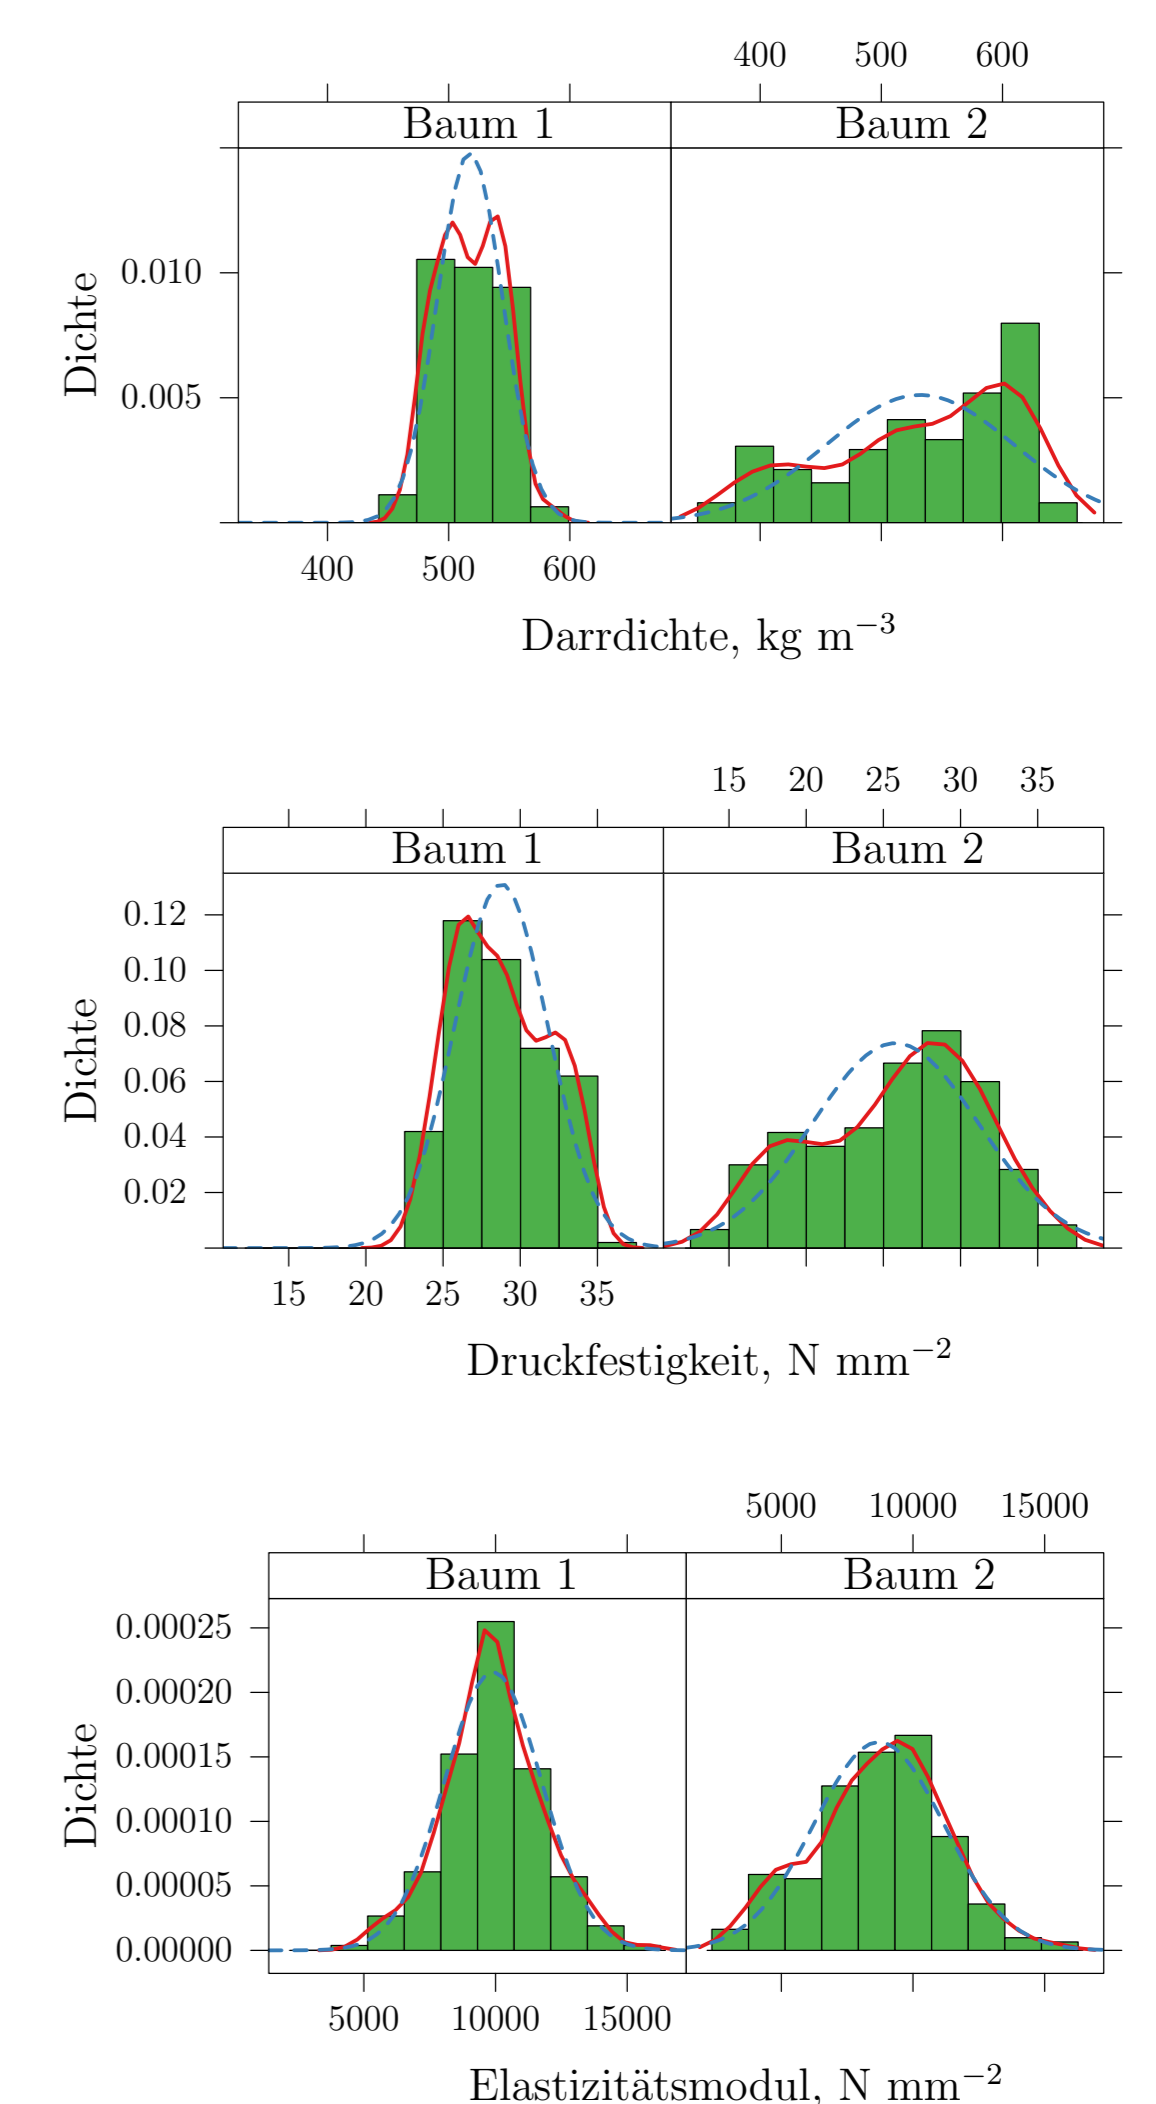 400 500 600
Baum 1 Baum 2
0.010
0.005
Dichte
400 500 600
Darrdichte, kg m⁻³
15 20 25 30 35
Baum 1 Baum 2
0.12
0.10
0.08
0.06
0.04
0.02
Dichte
15 20 25 30 35
Druckfestigkeit, N mm⁻²
5000 10000 15000
Baum 1 Baum 2
0.00025
0.00020
0.00015
0.00010
0.00005
0.00000
Dichte
5000 10000 15000
Elastizitätsmodul, N mm⁻²